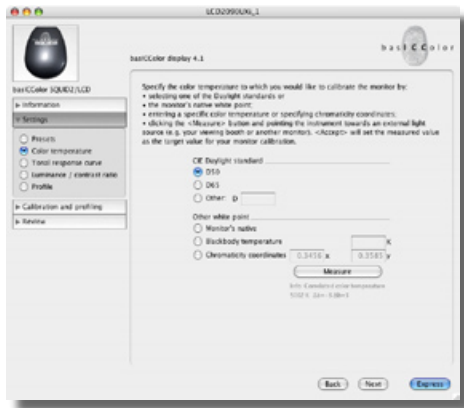 LCD2090UXi_1
basICColor
basICColor display 4.1
basICColor SQUID2/LCD
Information
Settings
Presets
Color temperature
Tonal response curve
Luminance / contrast ratio
Profile
Calibration and profiling
Review
Specify the color temperature to which you would like to calibrate the monitor by:
• selecting one of the Daylight standards or
• the monitor's native white point;
• entering a specific color temperature or specifying chromaticity coordinates;
• clicking the <Measure> button and pointing the instrument towards an external light
source (e.g. your viewing booth or another monitor). <Accept> will set the measured value
as the target value for your monitor calibration.
CIE Daylight standard
D50
D65
Other: D
Other white point
Monitor's native
Blackbody temperature K
Chromaticity coordinates 0.3456 x 0.3585 y
Measure
Info: Correlated color temperature
Back Next Express